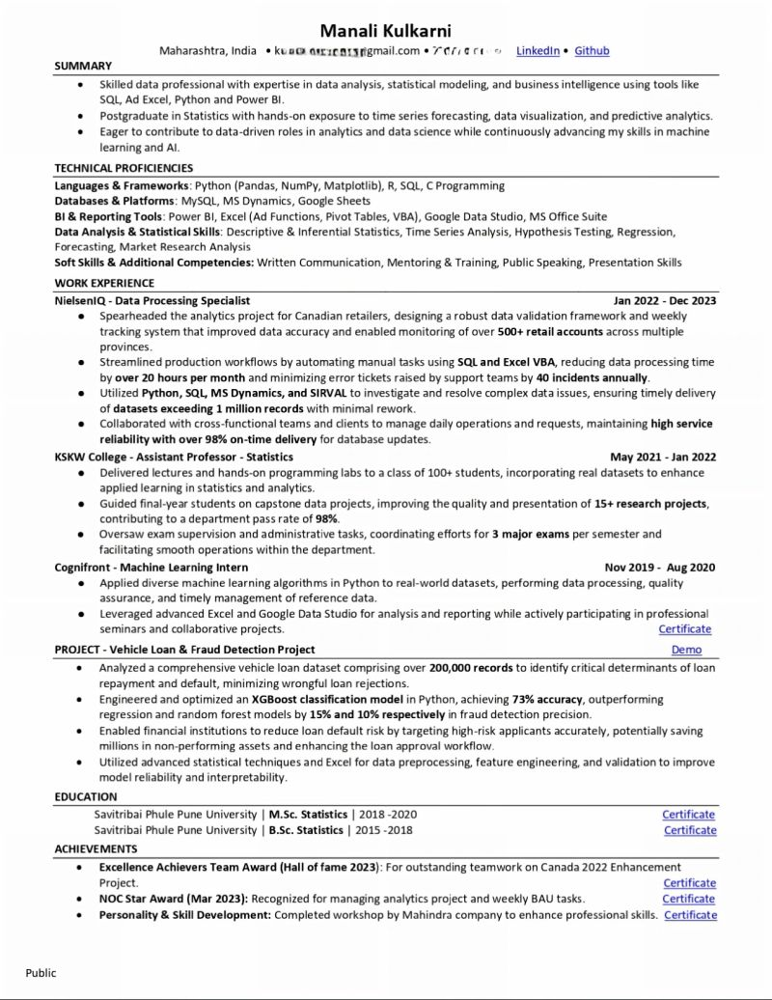 Manali Kulkarni
Maharashtra, India • gmail.com • LinkedIn • Github
SUMMARY
• Skilled data professional with expertise in data analysis, statistical modeling, and business intelligence using tools like
SQL, Ad Excel, Python and Power BI.
• Postgraduate in Statistics with hands-on exposure to time series forecasting, data visualization, and predictive analytics.
• Eager to contribute to data-driven roles in analytics and data science while continuously advancing my skills in machine
learning and AI.
TECHNICAL PROFICIENCIES
Languages & Frameworks: Python (Pandas, NumPy, Matplotlib), R, SQL, C Programming
Databases & Platforms: MySQL, MS Dynamics, Google Sheets
BI & Reporting Tools: Power BI, Excel (Ad Functions, Pivot Tables, VBA), Google Data Studio, MS Office Suite
Data Analysis & Statistical Skills: Descriptive & Inferential Statistics, Time Series Analysis, Hypothesis Testing, Regression,
Forecasting, Market Research Analysis
Soft Skills & Additional Competencies: Written Communication, Mentoring & Training, Public Speaking, Presentation Skills
WORK EXPERIENCE
NielsenIQ - Data Processing Specialist Jan 2022 - Dec 2023
● Spearheaded the analytics project for Canadian retailers, designing a robust data validation framework and weekly
tracking system that improved data accuracy and enabled monitoring of over 500+ retail accounts across multiple
provinces.
● Streamlined production workflows by automating manual tasks using SQL and Excel VBA, reducing data processing time
by over 20 hours per month and minimizing error tickets raised by support teams by 40 incidents annually.
● Utilized Python, SQL, MS Dynamics, and SIRVAL to investigate and resolve complex data issues, ensuring timely delivery
of datasets exceeding 1 million records with minimal rework.
● Collaborated with cross-functional teams and clients to manage daily operations and requests, maintaining high service
reliability with over 98% on-time delivery for database updates.
KSKW College - Assistant Professor - Statistics May 2021 - Jan 2022
● Delivered lectures and hands-on programming labs to a class of 100+ students, incorporating real datasets to enhance
applied learning in statistics and analytics.
● Guided final-year students on capstone data projects, improving the quality and presentation of 15+ research projects,
contributing to a department pass rate of 98%.
● Oversaw exam supervision and administrative tasks, coordinating efforts for 3 major exams per semester and
facilitating smooth operations within the department.
Cognifront - Machine Learning Intern Nov 2019 - Aug 2020
● Applied diverse machine learning algorithms in Python to real-world datasets, performing data processing, quality
assurance, and timely management of reference data.
● Leveraged advanced Excel and Google Data Studio for analysis and reporting while actively participating in professional
seminars and collaborative projects. Certificate
PROJECT - Vehicle Loan & Fraud Detection Project Demo
• Analyzed a comprehensive vehicle loan dataset comprising over 200,000 records to identify critical determinants of loan
repayment and default, minimizing wrongful loan rejections.
• Engineered and optimized an XGBoost classification model in Python, achieving 73% accuracy, outperforming
regression and random forest models by 15% and 10% respectively in fraud detection precision.
• Enabled financial institutions to reduce loan default risk by targeting high-risk applicants accurately, potentially saving
millions in non-performing assets and enhancing the loan approval workflow.
• Utilized advanced statistical techniques and Excel for data preprocessing, feature engineering, and validation to improve
model reliability and interpretability.
EDUCATION
Savitribai Phule Pune University | M.Sc. Statistics | 2018 -2020 Certificate
Savitribai Phule Pune University | B.Sc. Statistics | 2015 -2018 Certificate
ACHIEVEMENTS
• Excellence Achievers Team Award (Hall of fame 2023): For outstanding teamwork on Canada 2022 Enhancement
Project. Certificate
• NOC Star Award (Mar 2023): Recognized for managing analytics project and weekly BAU tasks. Certificate
• Personality & Skill Development: Completed workshop by Mahindra company to enhance professional skills. Certificate
Public